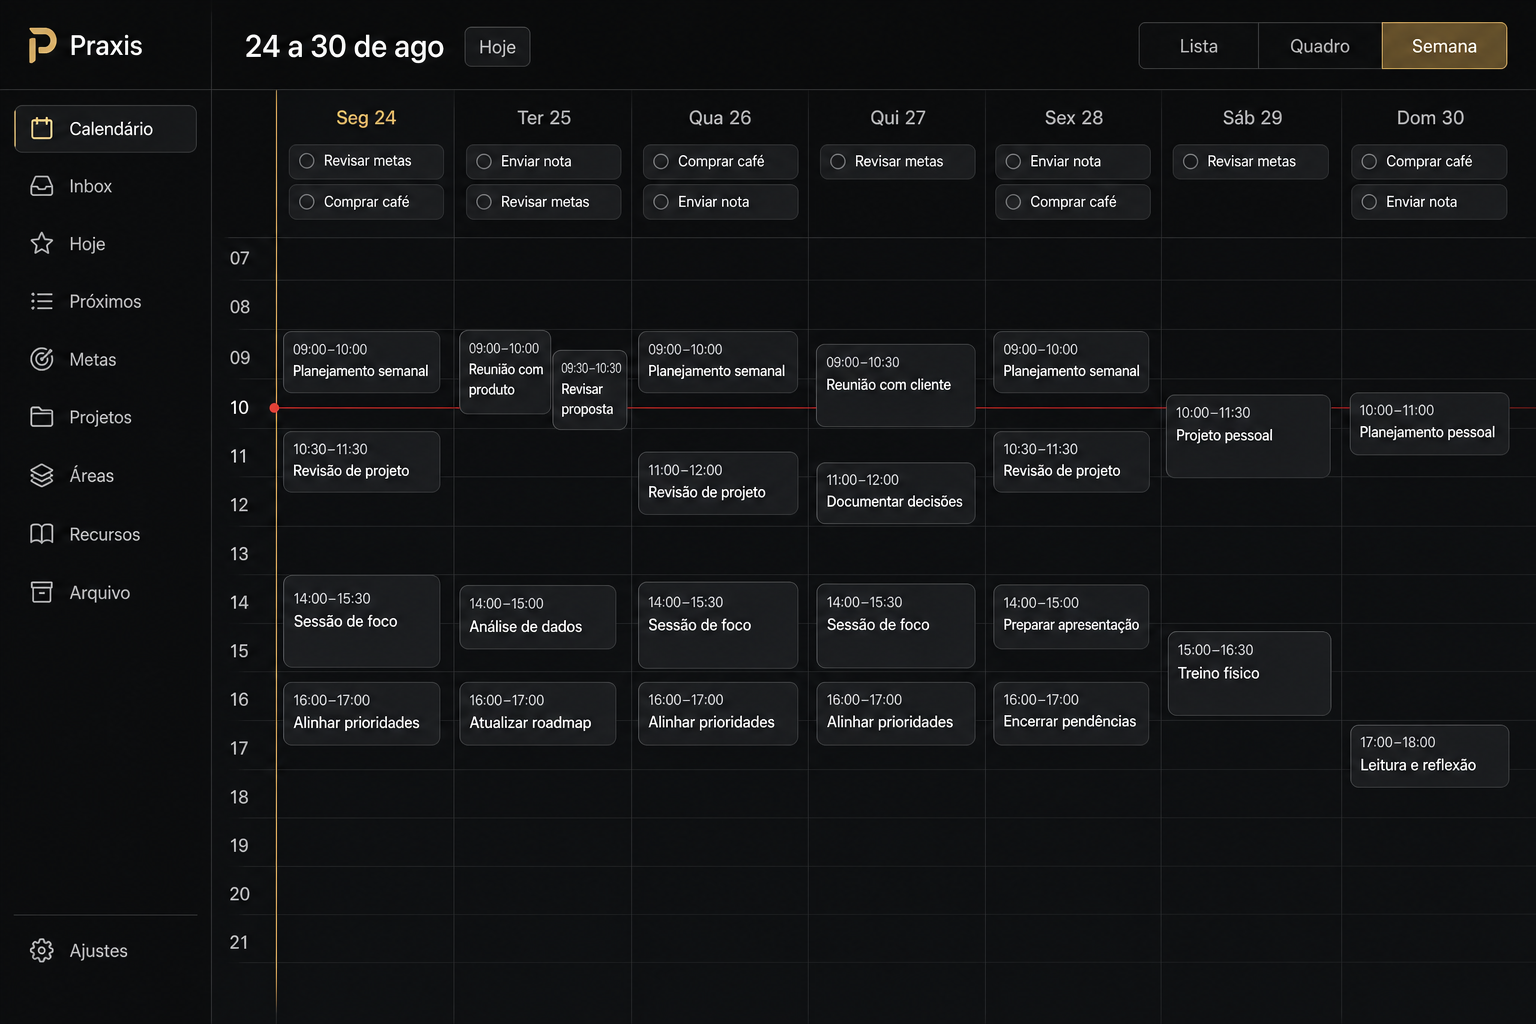 Praxis
24 a 30 de ago
Hoje
Lista
Quadro
Semana
Calendário
Inbox
Hoje
Próximos
Metas
Projetos
Áreas
Recursos
Arquivo
Ajustes
Seg 24
Ter 25
Qua 26
Qui 27
Sex 28
Sáb 29
Dom 30
Revisar metas
Enviar nota
Comprar café
Revisar metas
Enviar nota
Revisar metas
Comprar café
Comprar café
Revisar metas
Enviar nota
Comprar café
Enviar nota
07
08
09
10
11
12
13
14
15
16
17
18
19
20
21
09:00–10:00
Planejamento semanal
10:30–11:30
Revisão de projeto
14:00–15:30
Sessão de foco
16:00–17:00
Alinhar prioridades
09:00–10:00
Reunião com
produto
09:30–10:30
Revisar
proposta
14:00–15:00
Análise de dados
16:00–17:00
Atualizar roadmap
09:00–10:00
Planejamento semanal
11:00–12:00
Revisão de projeto
14:00–15:30
Sessão de foco
16:00–17:00
Alinhar prioridades
09:00–10:30
Reunião com cliente
11:00–12:00
Documentar decisões
14:00–15:30
Sessão de foco
16:00–17:00
Alinhar prioridades
09:00–10:00
Planejamento semanal
10:30–11:30
Revisão de projeto
14:00–15:00
Preparar apresentação
16:00–17:00
Encerrar pendências
10:00–11:30
Projeto pessoal
15:00–16:30
Treino físico
10:00–11:00
Planejamento pessoal
17:00–18:00
Leitura e reflexão